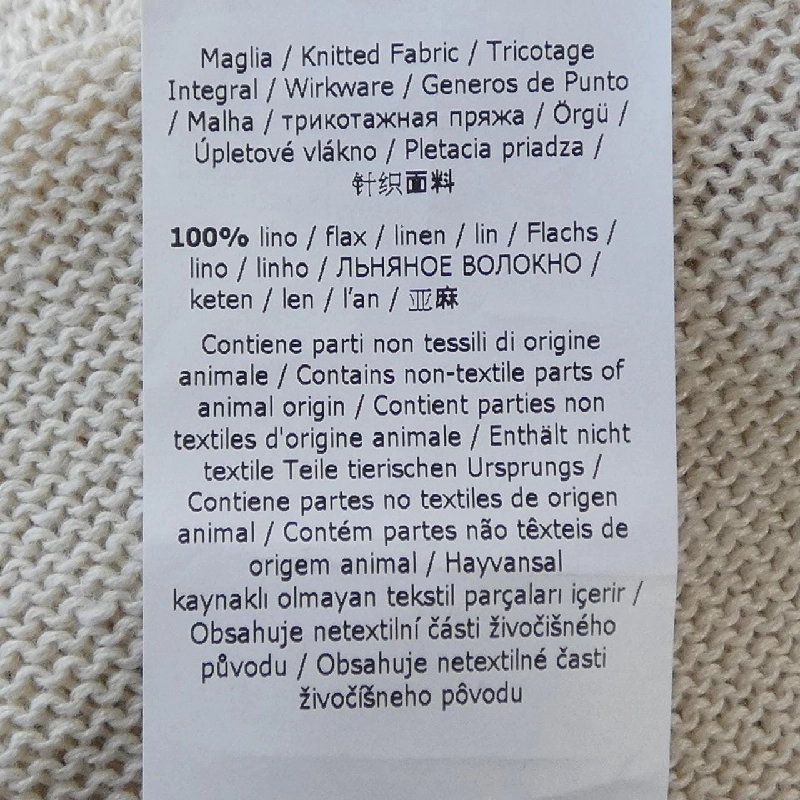 Maglia / Knitted Fabric / Tricotage
Integral / Wirkware / Generos de Punto
/ Malha / трикотажная пряжа / Örgü /
Úpletové vlákno / Pletacia priadza /
针织面料
100% lino / flax / linen / lin / Flachs /
lino / linho / ЛЬНЯНОЕ ВОЛОКНО /
keten / len / l'an / 亚麻
Contiene parti non tessili di origine
animale / Contains non-textile parts of
animal origin / Contient parties non
textiles d'origine animale / Enthält nicht
textile Teile tierischen Ursprungs /
Contiene partes no textiles de origen
animal / Contém partes não têxteis de
origem animal / Hayvansal
kaynaklı olmayan tekstil parçaları içerir /
Obsahuje netextilní části živočišného
původu / Obsahuje netextilné časti
živočíšneho pôvodu